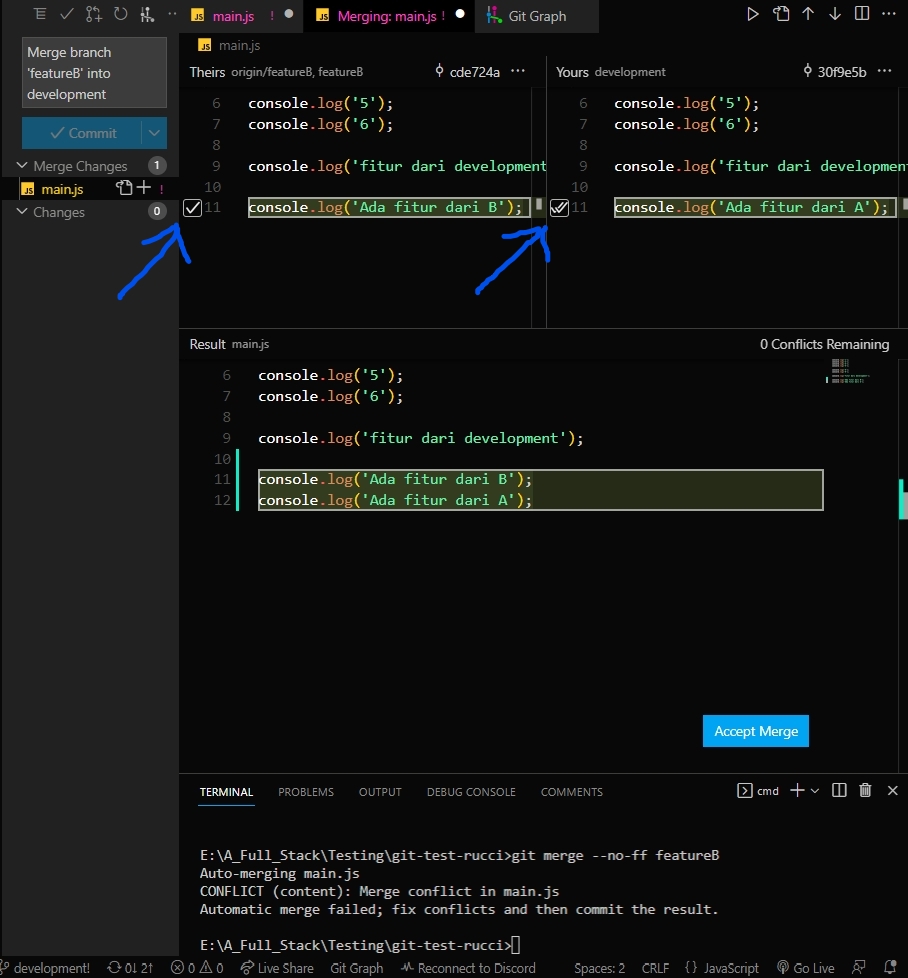 JS main.js ! JS Merging: main.js ! Git Graph
JS main.js
Merge branch
'featureB' into
development
Commit
Merge Changes 1
JS main.js !
Changes 0
Theirs origin/featureB, featureB cde724a ···
6 console.log('5');
7 console.log('6');
8
9 console.log('fitur dari development
10
11 console.log('Ada fitur dari B');
Yours development 30f9e5b ···
6 console.log('5');
7 console.log('6');
8
9 console.log('fitur dari developmen
10
11 console.log('Ada fitur dari A');
Result main.js 0 Conflicts Remaining
6 console.log('5');
7 console.log('6');
8
9 console.log('fitur dari development');
10
11 console.log('Ada fitur dari B');
12 console.log('Ada fitur dari A');
Accept Merge
TERMINAL PROBLEMS OUTPUT DEBUG CONSOLE COMMENTS cmd
E:\A_Full_Stack\Testing\git-test-rucci>git merge --no-ff featureB
Auto-merging main.js
CONFLICT (content): Merge conflict in main.js
Automatic merge failed; fix conflicts and then commit the result.
E:\A_Full_Stack\Testing\git-test-rucci>
development! 0↓ 2↑ 0 0 Live Share Git Graph Reconnect to Discord Spaces: 2 CRLF {} JavaScript Go Live